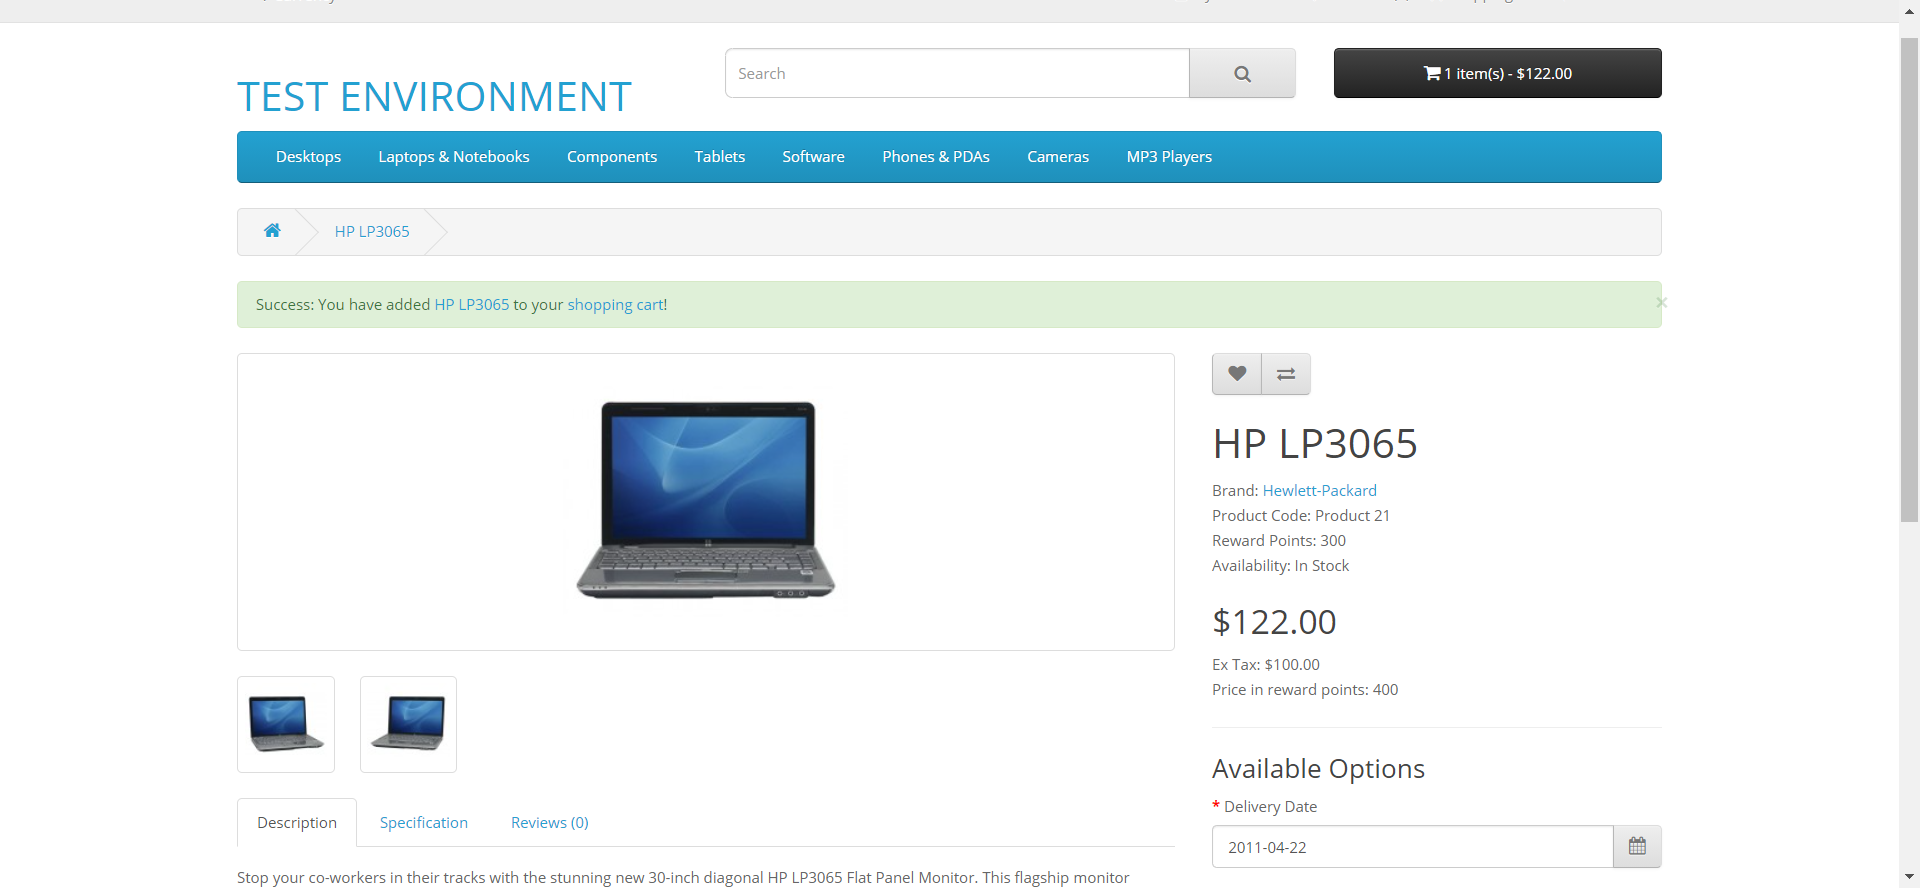 Search
1 item(s) - $122.00
TEST ENVIRONMENT
Desktops Laptops & Notebooks Components Tablets Software Phones & PDAs Cameras MP3 Players
HP LP3065
Success: You have added HP LP3065 to your shopping cart!
×
HP LP3065
Brand: Hewlett-Packard
Product Code: Product 21
Reward Points: 300
Availability: In Stock
$122.00
Ex Tax: $100.00
Price in reward points: 400
Available Options
* Delivery Date
2011-04-22
Description Specification Reviews (0)
Stop your co-workers in their tracks with the stunning new 30-inch diagonal HP LP3065 Flat Panel Monitor. This flagship monitor